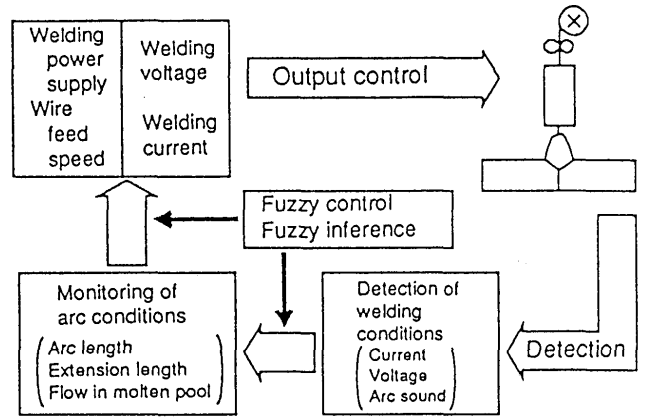 Welding
power
supply
Wire
feed
speed
Welding
voltage
Welding
current
Output control
Fuzzy control
Fuzzy inference
Monitoring of
arc conditions
Arc length
Extension length
Flow in molten pool
Detection of
welding
conditions
Current
Voltage
Arc sound
Detection